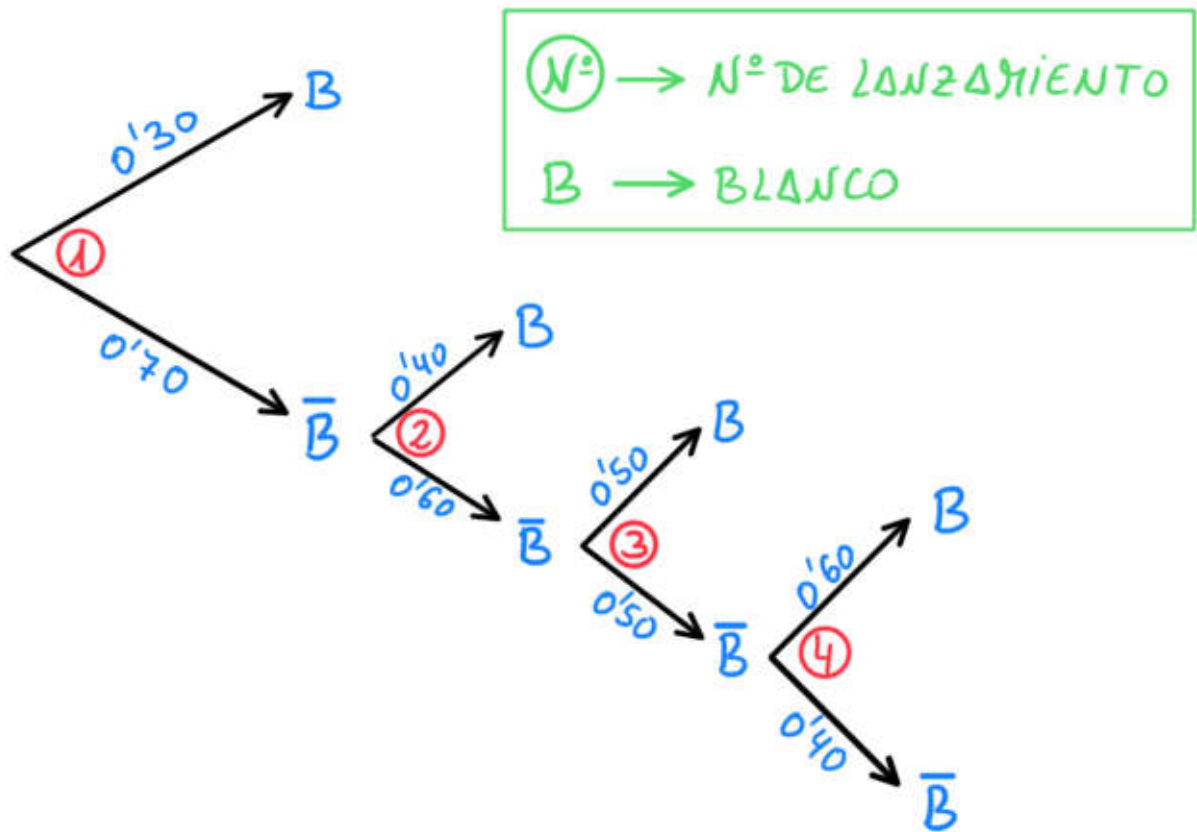 Nº → Nº DE LANZAMIENTO
B → BLANCO
B
0'30
1
0'70
B̅
B
0'40
2
0'60
B̅
B
0'50
3
0'50
B̅
B
0'60
4
0'40
B̅